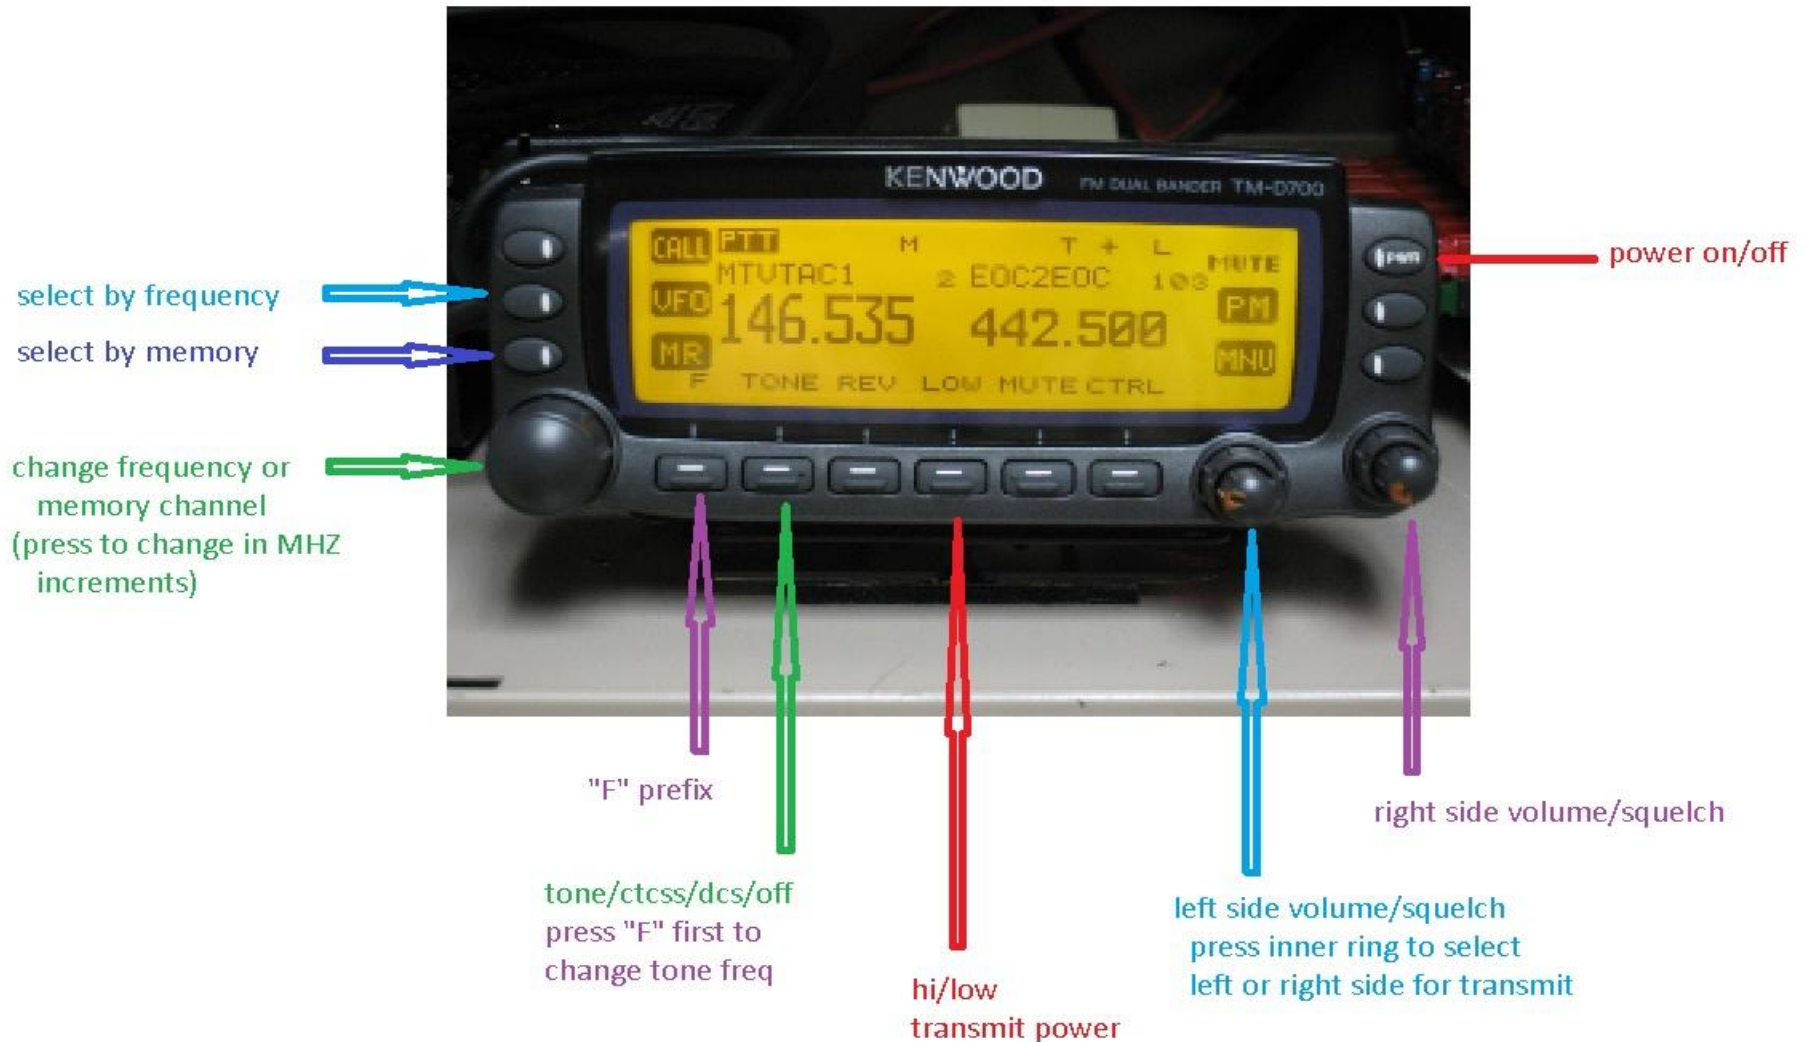 KENWOOD
FM DUAL BANDER TM-D700
CALL PTT M T + L MUTE
MTVTAC1 2 EOC2EOC 103
VFO 146.535 442.500 PM
MR MNU
F TONE REV LOW MUTE CTRL
PWR
power on/off
select by frequency
select by memory
change frequency or
memory channel
(press to change in MHZ
increments)
"F" prefix
tone/ctcss/dcs/off
press "F" first to
change tone freq
hi/low
transmit power
left side volume/squelch
press inner ring to select
left or right side for transmit
right side volume/squelch